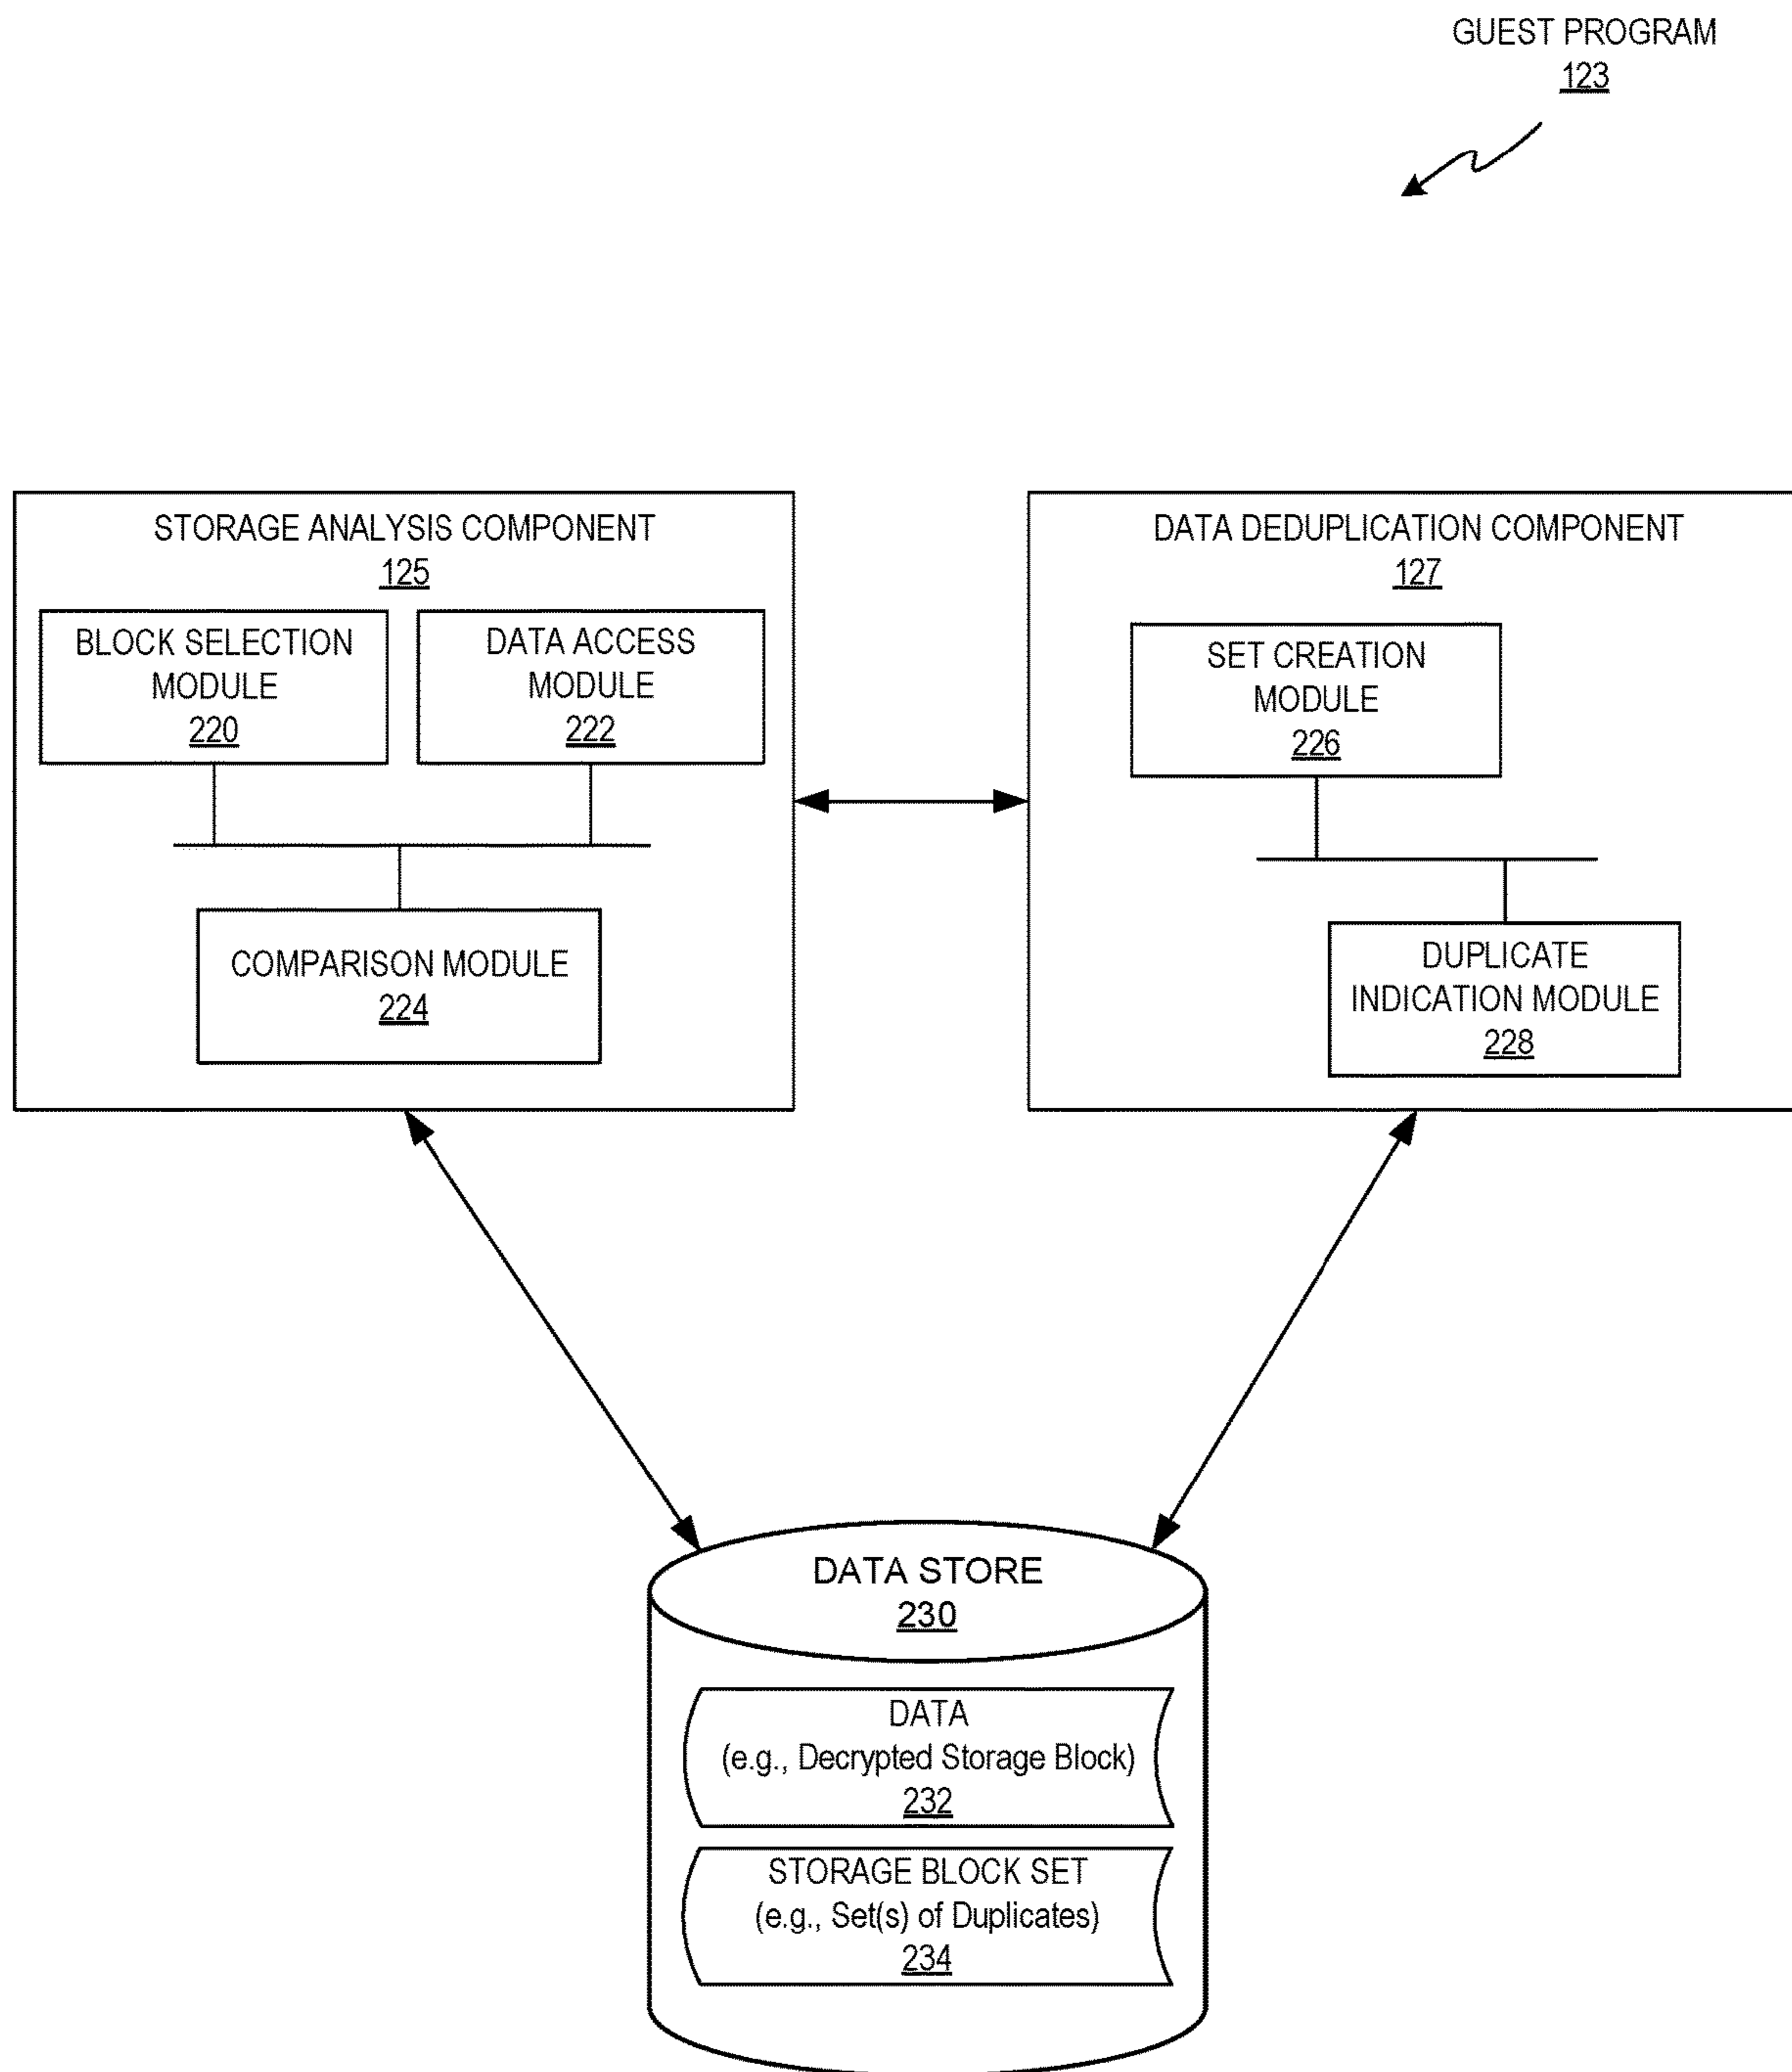 GUEST PROGRAM
123
STORAGE ANALYSIS COMPONENT
125
BLOCK SELECTION
MODULE
220
DATA ACCESS
MODULE
222
COMPARISON MODULE
224
DATA DEDUPLICATION COMPONENT
127
SET CREATION
MODULE
226
DUPLICATE
INDICATION MODULE
228
DATA STORE
230
DATA
(e.g., Decrypted Storage Block)
232
STORAGE BLOCK SET
(e.g., Set(s) of Duplicates)
234